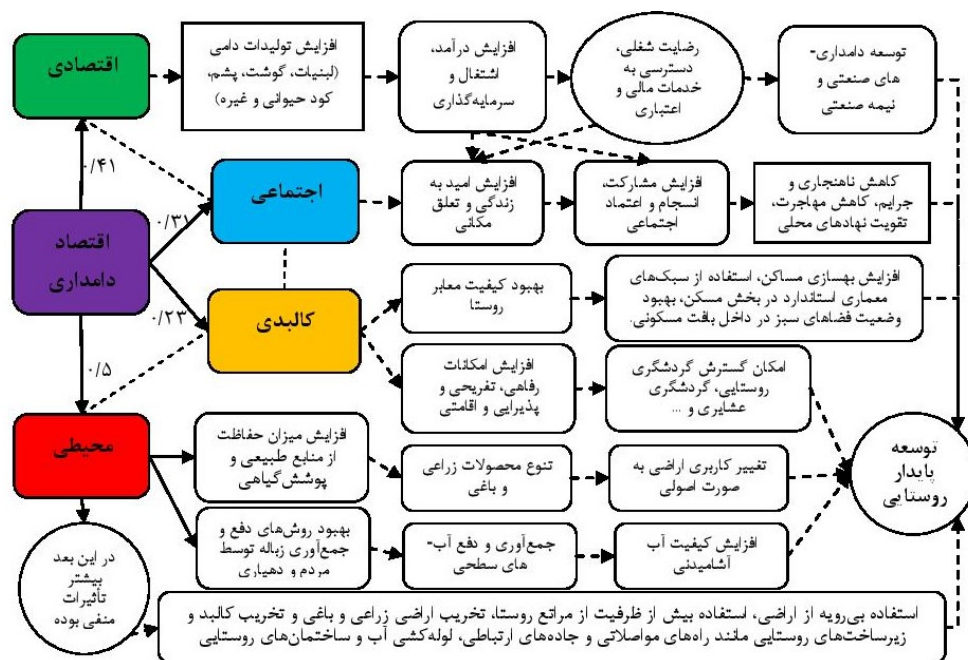 اقتصادی
افزایش تولیدات دامی
(لبنیات، گوشت، پشم،
کود حیوانی و غیره)
افزایش درآمد،
اشتغال و
سرمایه‌گذاری
رضایت شغلی،
دسترسی به
خدمات مالی و
اعتباری
توسعه دامداری-
های صنعتی و
نیمه صنعتی
۰/۴۱
اجتماعی
افزایش امید به
زندگی و تعلق
مکانی
افزایش مشارکت،
انسجام و اعتماد
اجتماعی
کاهش ناهنجاری و
جرایم، کاهش مهاجرت،
تقویت نهادهای محلی
۰/۳۱
اقتصاد
دامداری
۰/۲۳
کالبدی
بهبود کیفیت معابر
روستا
افزایش بهسازی مساکن، استفاده از سبک‌های
معماری استاندارد در بخش مسکن، بهبود
وضعیت فضاهای سبز در داخل بافت مسکونی.
۰/۵
افزایش امکانات
رفاهی، تفریحی و
پذیرایی و اقامتی
امکان گسترش گردشگری
روستایی، گردشگری
عشایری و ...
محیطی
افزایش میزان حفاظت
از منابع طبیعی و
پوشش‌گیاهی
تنوع محصولات زراعی
و باغی
تغییر کاربری اراضی به
صورت اصولی
توسعه
پایدار
روستایی
بهبود روش‌های دفع و
جمع‌آوری زباله توسط
مردم و دهیاری
جمع‌آوری و دفع آب-
های سطحی
افزایش کیفیت آب
آشامیدنی
در این بعد
بیشتر
تأثیرات
منفی بوده
استفاده بی‌رویه از اراضی، استفاده بیش از ظرفیت از مراتع روستا، تخریب اراضی زراعی و باغی و تخریب کالبد و
زیرساخت‌های روستایی مانند راه‌های مواصلاتی و جاده‌های ارتباطی، لوله‌کشی آب و ساختمان‌های روستایی